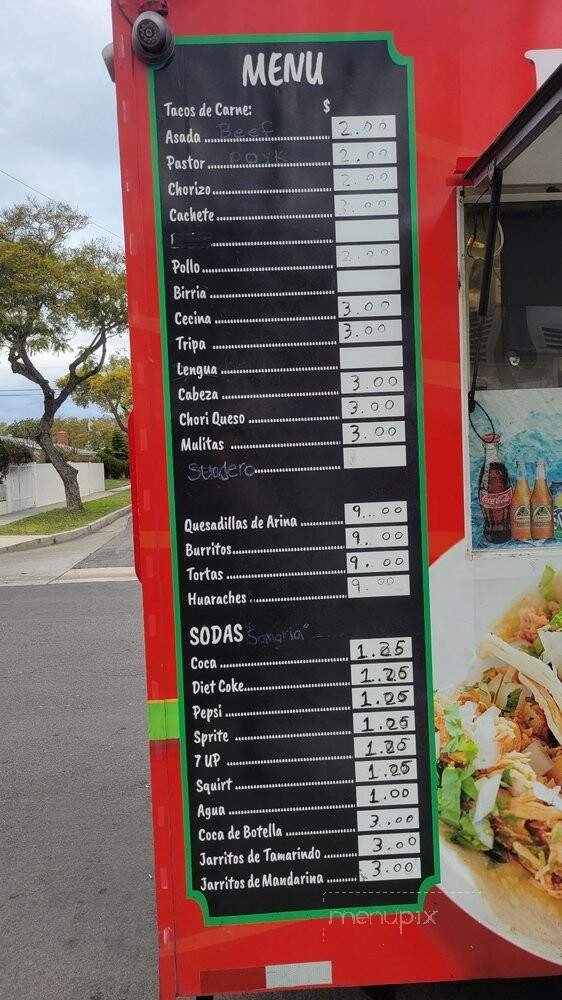 MENU
Tacos de Carne: $
Asada Beef 2.00
Pastor Pork 2.00
Chorizo 2.00
Cachete 3.00
Pollo 2.00
Birria
Cecina 3.00
Tripa 3.00
Lengua
Cabeza 3.00
Chori Queso 3.00
Mulitas 3.00
Suadero
Quesadillas de Arina 9.00
Burritos 9.00
Tortas 9.00
Huaraches 9.00
SODAS "Sangria"
Coca 1.25
Diet Coke 1.25
Pepsi 1.25
Sprite 1.25
7 UP 1.25
Squirt 1.25
Agua 1.00
Coca de Botella 3.00
Jarritos de Tamarindo 3.00
Jarritos de Mandarina 3.00
Coca-Cola
menupix